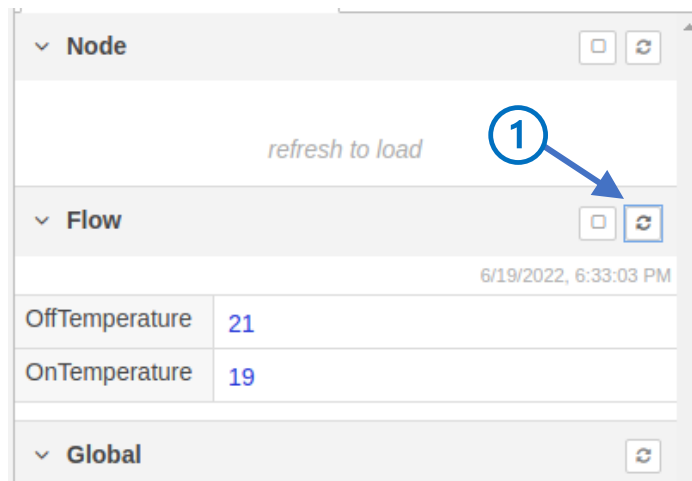 Node
refresh to load
1
Flow
6/19/2022, 6:33:03 PM
OffTemperature 21
OnTemperature 19
Global